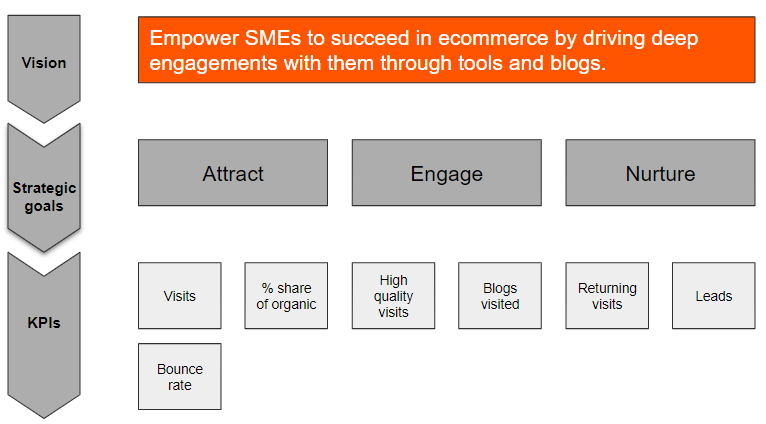 Vision
Empower SMEs to succeed in ecommerce by driving deep
engagements with them through tools and blogs.
Strategic
goals
Attract
Engage
Nurture
KPIs
Visits
% share
of organic
High
quality
visits
Blogs
visited
Returning
visits
Leads
Bounce
rate